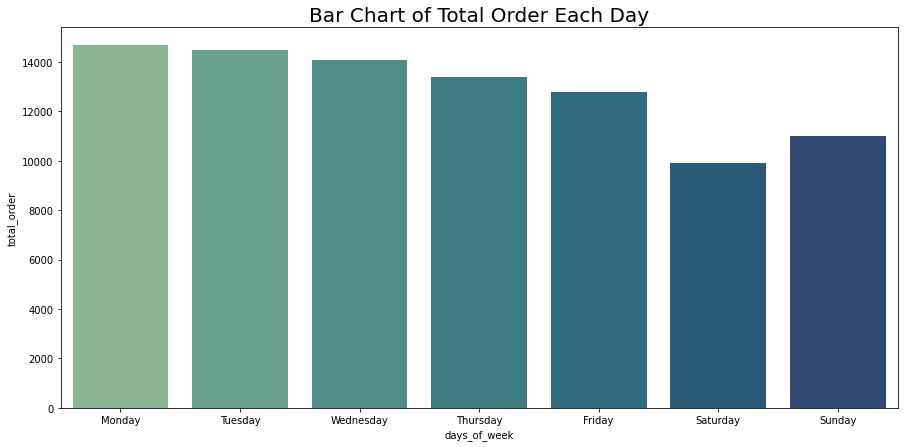 Bar Chart of Total Order Each Day
total_order
14000
12000
10000
8000
6000
4000
2000
0
Monday Tuesday Wednesday Thursday Friday Saturday Sunday
days_of_week